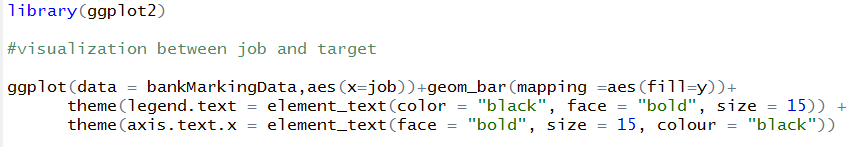 library(ggplot2)
#visualization between job and target
ggplot(data = bankMarkingData,aes(x=job))+geom_bar(mapping =aes(fill=y))+
theme(legend.text = element_text(color = "black", face = "bold", size = 15)) +
theme(axis.text.x = element_text(face = "bold", size = 15, colour = "black"))